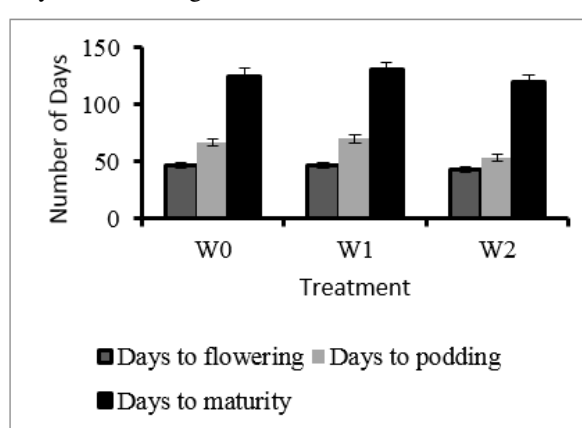 150
100
50
0
Number of Days
W0 W1 W2
Treatment
Days to flowering Days to podding
Days to maturity